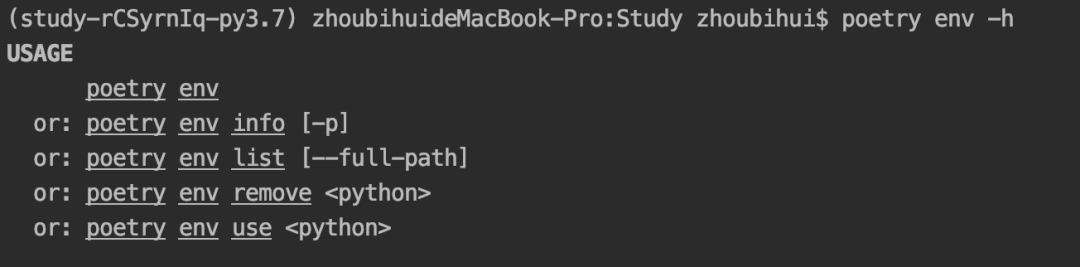 (study-rCSyrnIq-py3.7) zhoubihuideMacBook-Pro:Study zhoubihui$ poetry env -h
USAGE
poetry env
or: poetry env info [-p]
or: poetry env list [--full-path]
or: poetry env remove <python>
or: poetry env use <python>